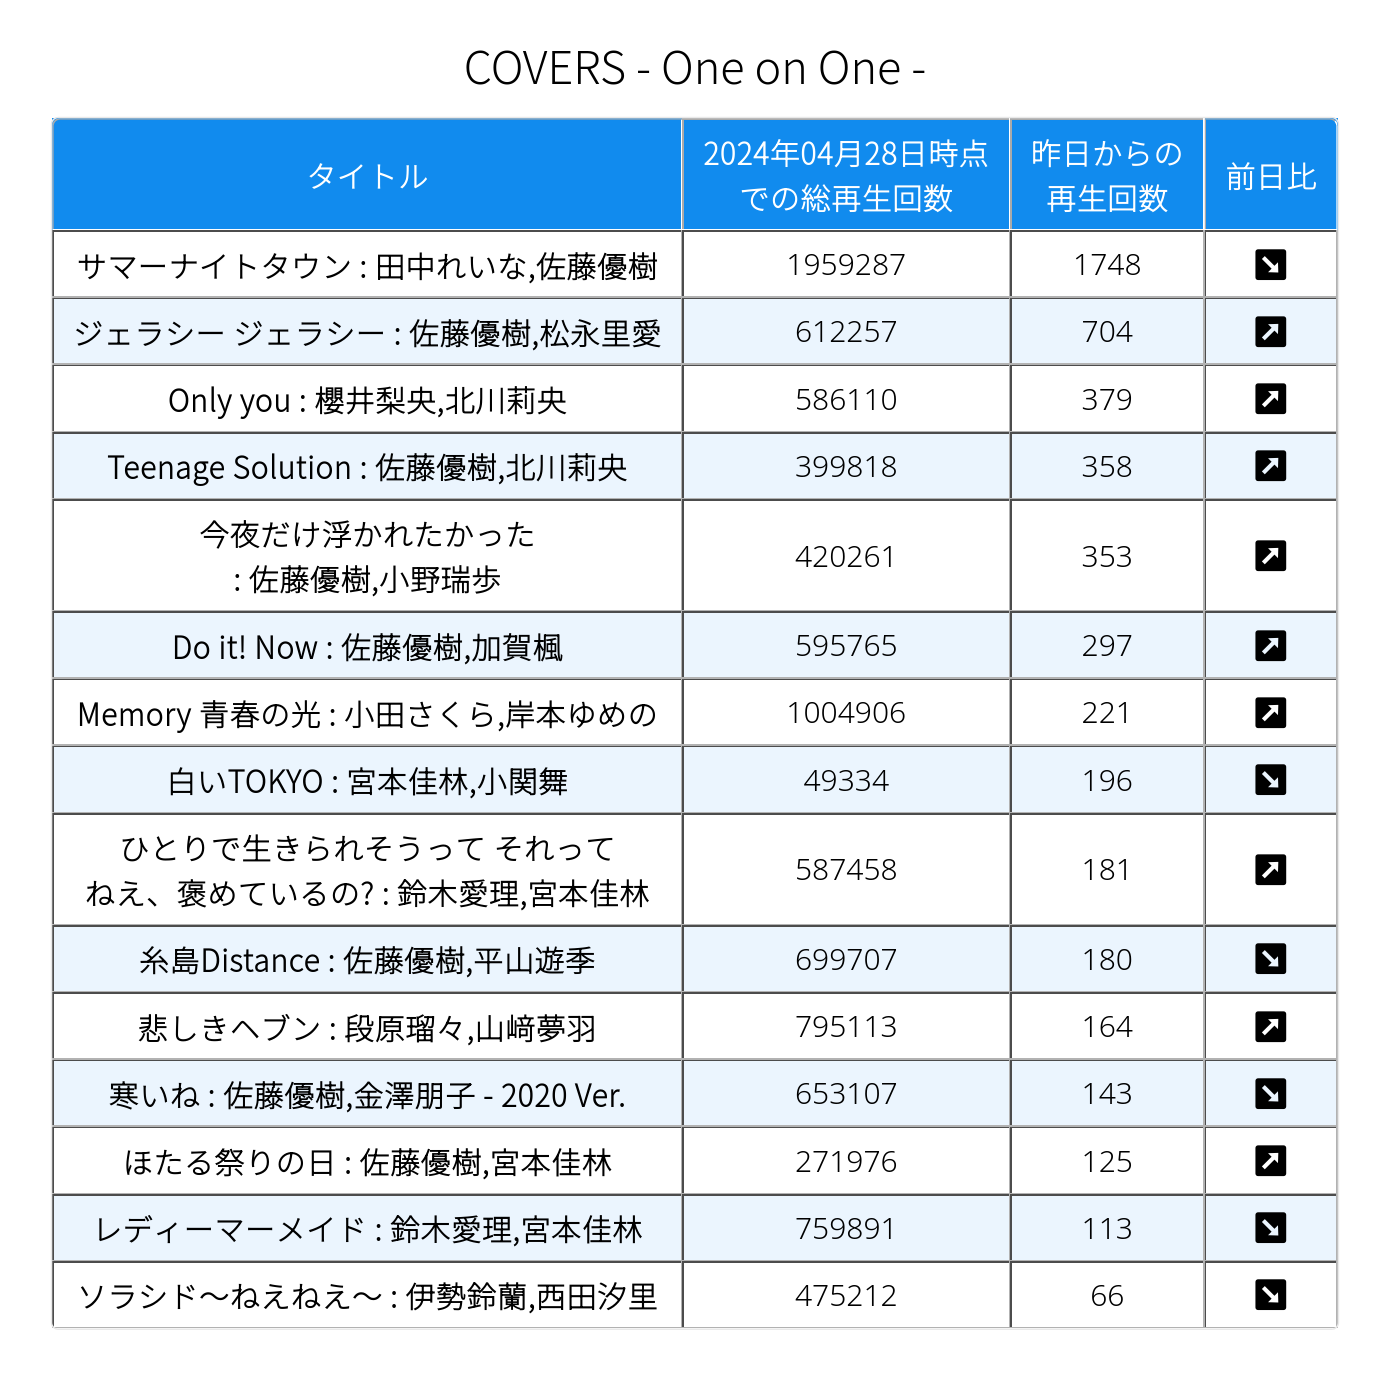 COVERS - One on One -
タイトル
2024年04月28日時点
での総再生回数
昨日からの
再生回数
前日比
サマーナイトタウン : 田中れいな,佐藤優樹 1959287 1748
ジェラシー ジェラシー : 佐藤優樹,松永里愛 612257 704
Only you : 櫻井梨央,北川莉央 586110 379
Teenage Solution : 佐藤優樹,北川莉央 399818 358
今夜だけ浮かれたかった
: 佐藤優樹,小野瑞歩 420261 353
Do it! Now : 佐藤優樹,加賀楓 595765 297
Memory 青春の光 : 小田さくら,岸本ゆめの 1004906 221
白いTOKYO : 宮本佳林,小関舞 49334 196
ひとりで生きられそうって それって
ねえ、褒めているの? : 鈴木愛理,宮本佳林 587458 181
糸島Distance : 佐藤優樹,平山遊季 699707 180
悲しきヘブン : 段原瑠々,山﨑夢羽 795113 164
寒いね : 佐藤優樹,金澤朋子 - 2020 Ver. 653107 143
ほたる祭りの日 : 佐藤優樹,宮本佳林 271976 125
レディーマーメイド : 鈴木愛理,宮本佳林 759891 113
ソラシド～ねえねえ～ : 伊勢鈴蘭,西田汐里 475212 66